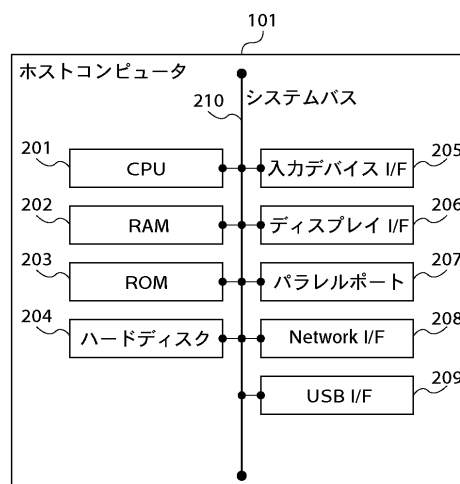 101
ホストコンピュータ
210
システムバス
201
CPU
入力デバイス I/F
205
202
RAM
ディスプレイ I/F
206
203
ROM
パラレルポート
207
204
ハードディスク
Network I/F
208
USB I/F
209